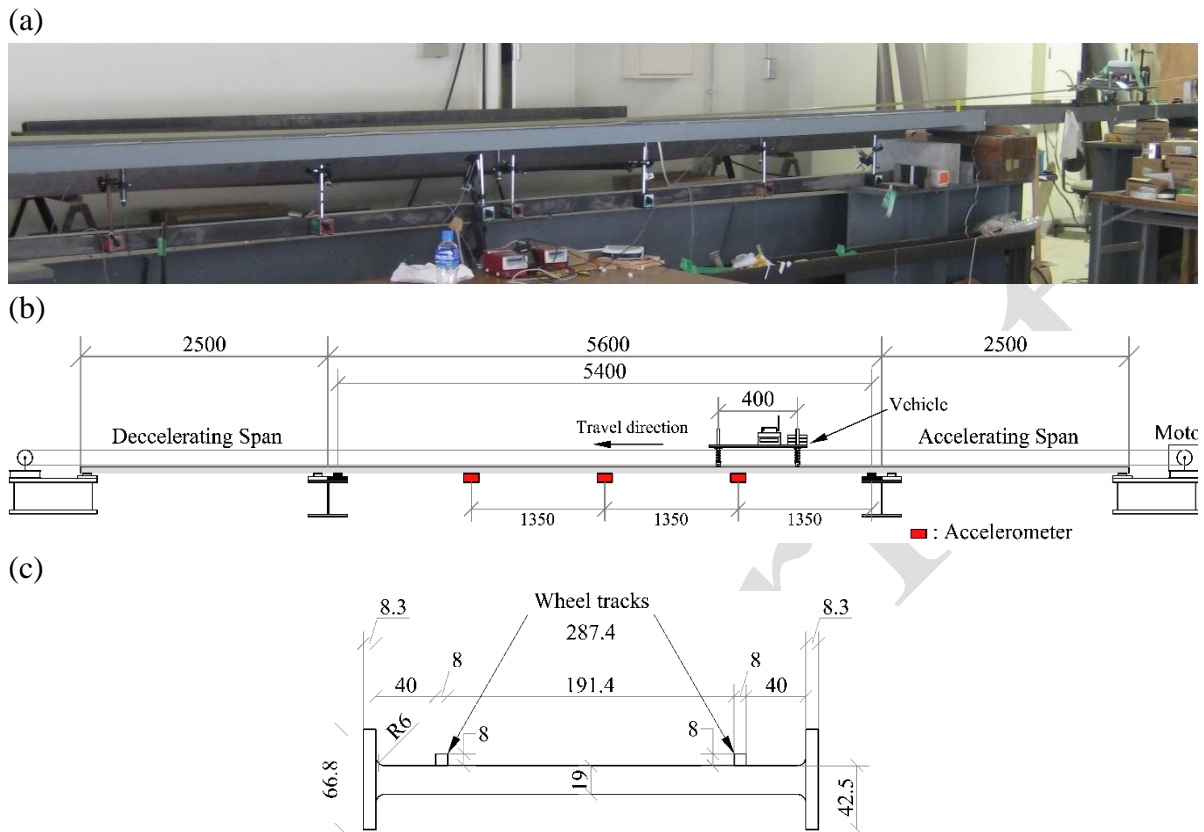 (a)
(b)
2500 5600 2500
5400
400
Vehicle
Travel direction
Deccelerating Span
Accelerating Span
Moto
1350 1350 1350
: Accelerometer
(c)
Wheel tracks
8.3
287.4
8.3
8
8
40
191.4
40
R6
8
8
66.8
19
42.5